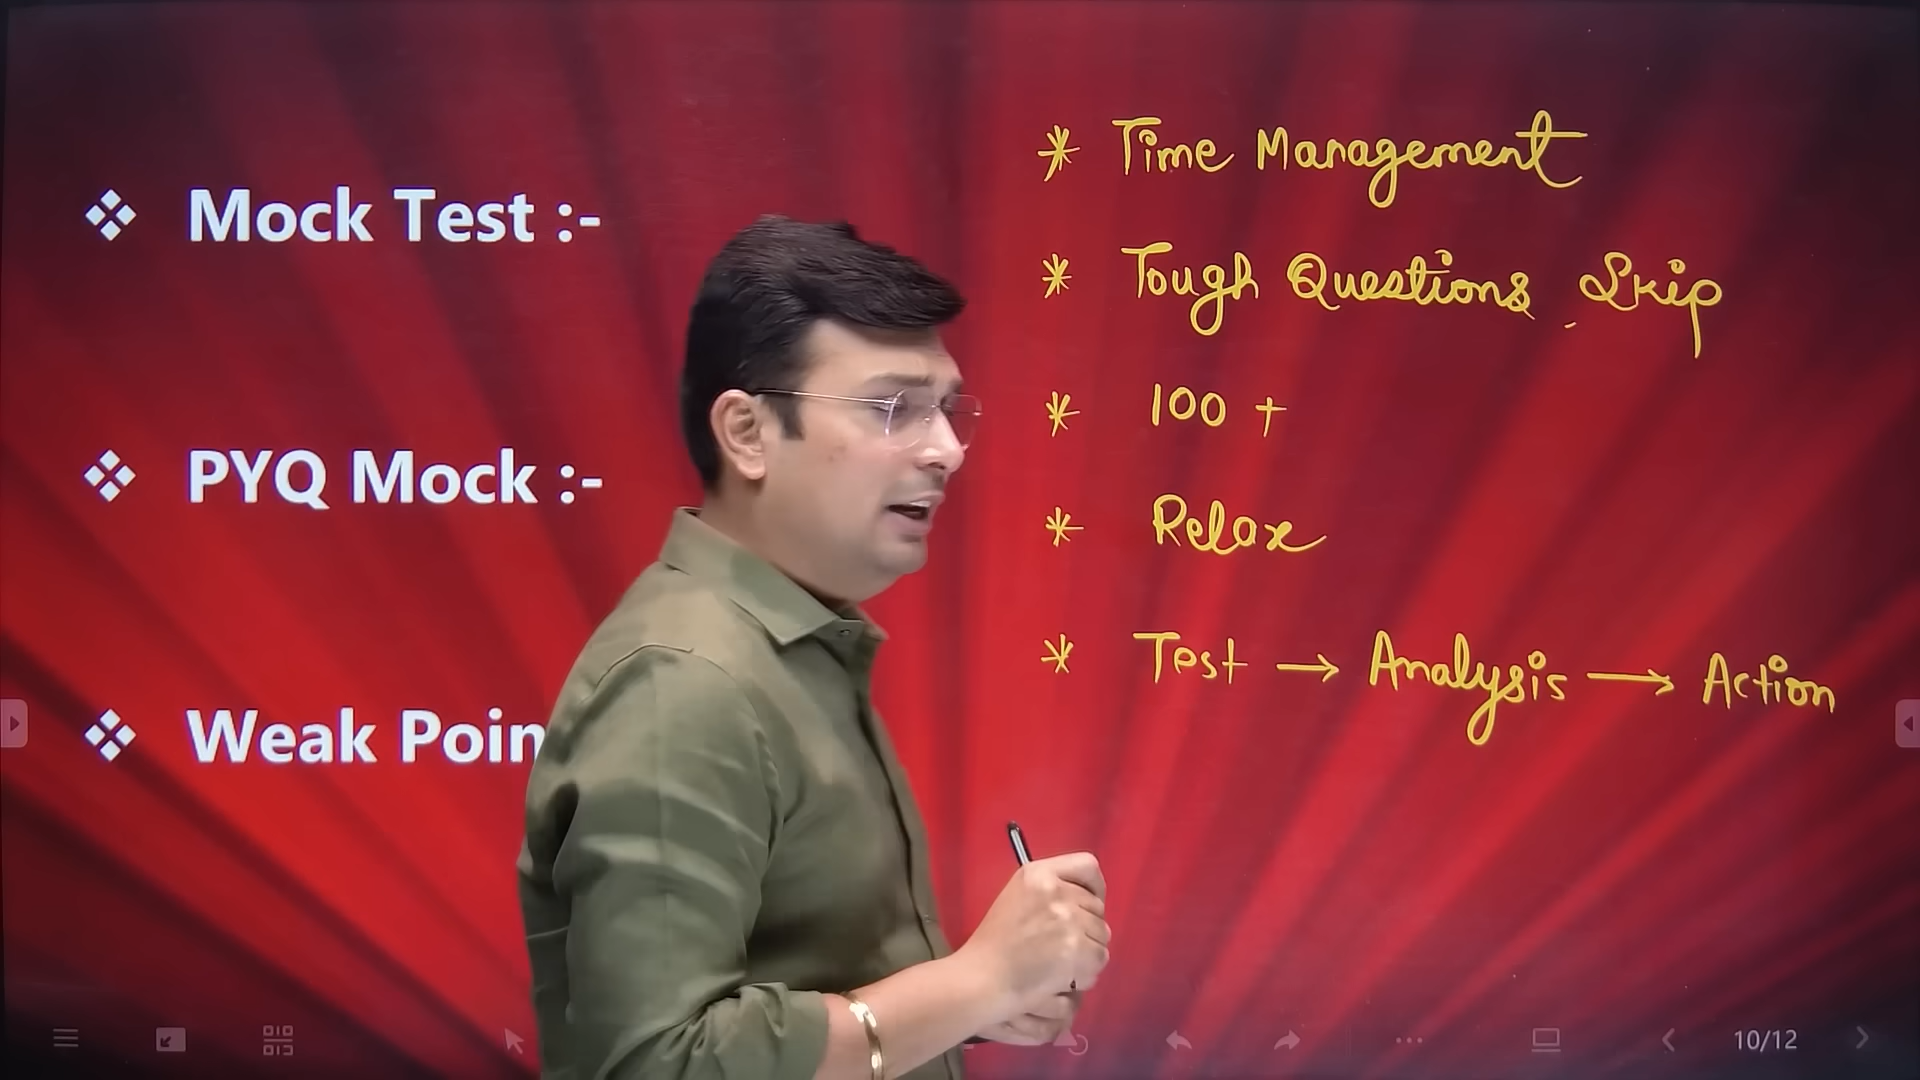 ❖ Mock Test :-
❖ PYQ Mock :-
❖ Weak Poin
* Time Management
* Tough Questions, Skip
* 100 +
* Relax
* Test → Analysis → Action
10/12